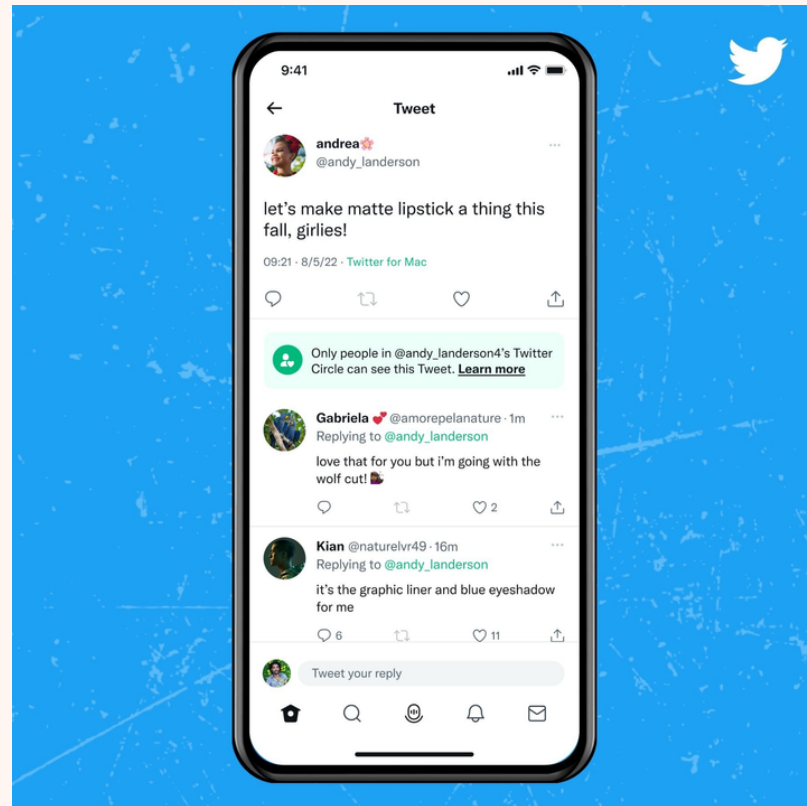 9:41
Tweet
andrea🌸
@andy_landerson
let's make matte lipstick a thing this
fall, girlies!
09:21 · 8/5/22 · Twitter for Mac
Only people in @andy_landerson4's Twitter
Circle can see this Tweet. Learn more
Gabriela 💕 @amorepelanature · 1m
Replying to @andy_landerson
love that for you but i'm going with the
wolf cut! 💇🏾‍♀️
2
Kian @naturelvr49 · 16m
Replying to @andy_landerson
it's the graphic liner and blue eyeshadow
for me
6 11
Tweet your reply